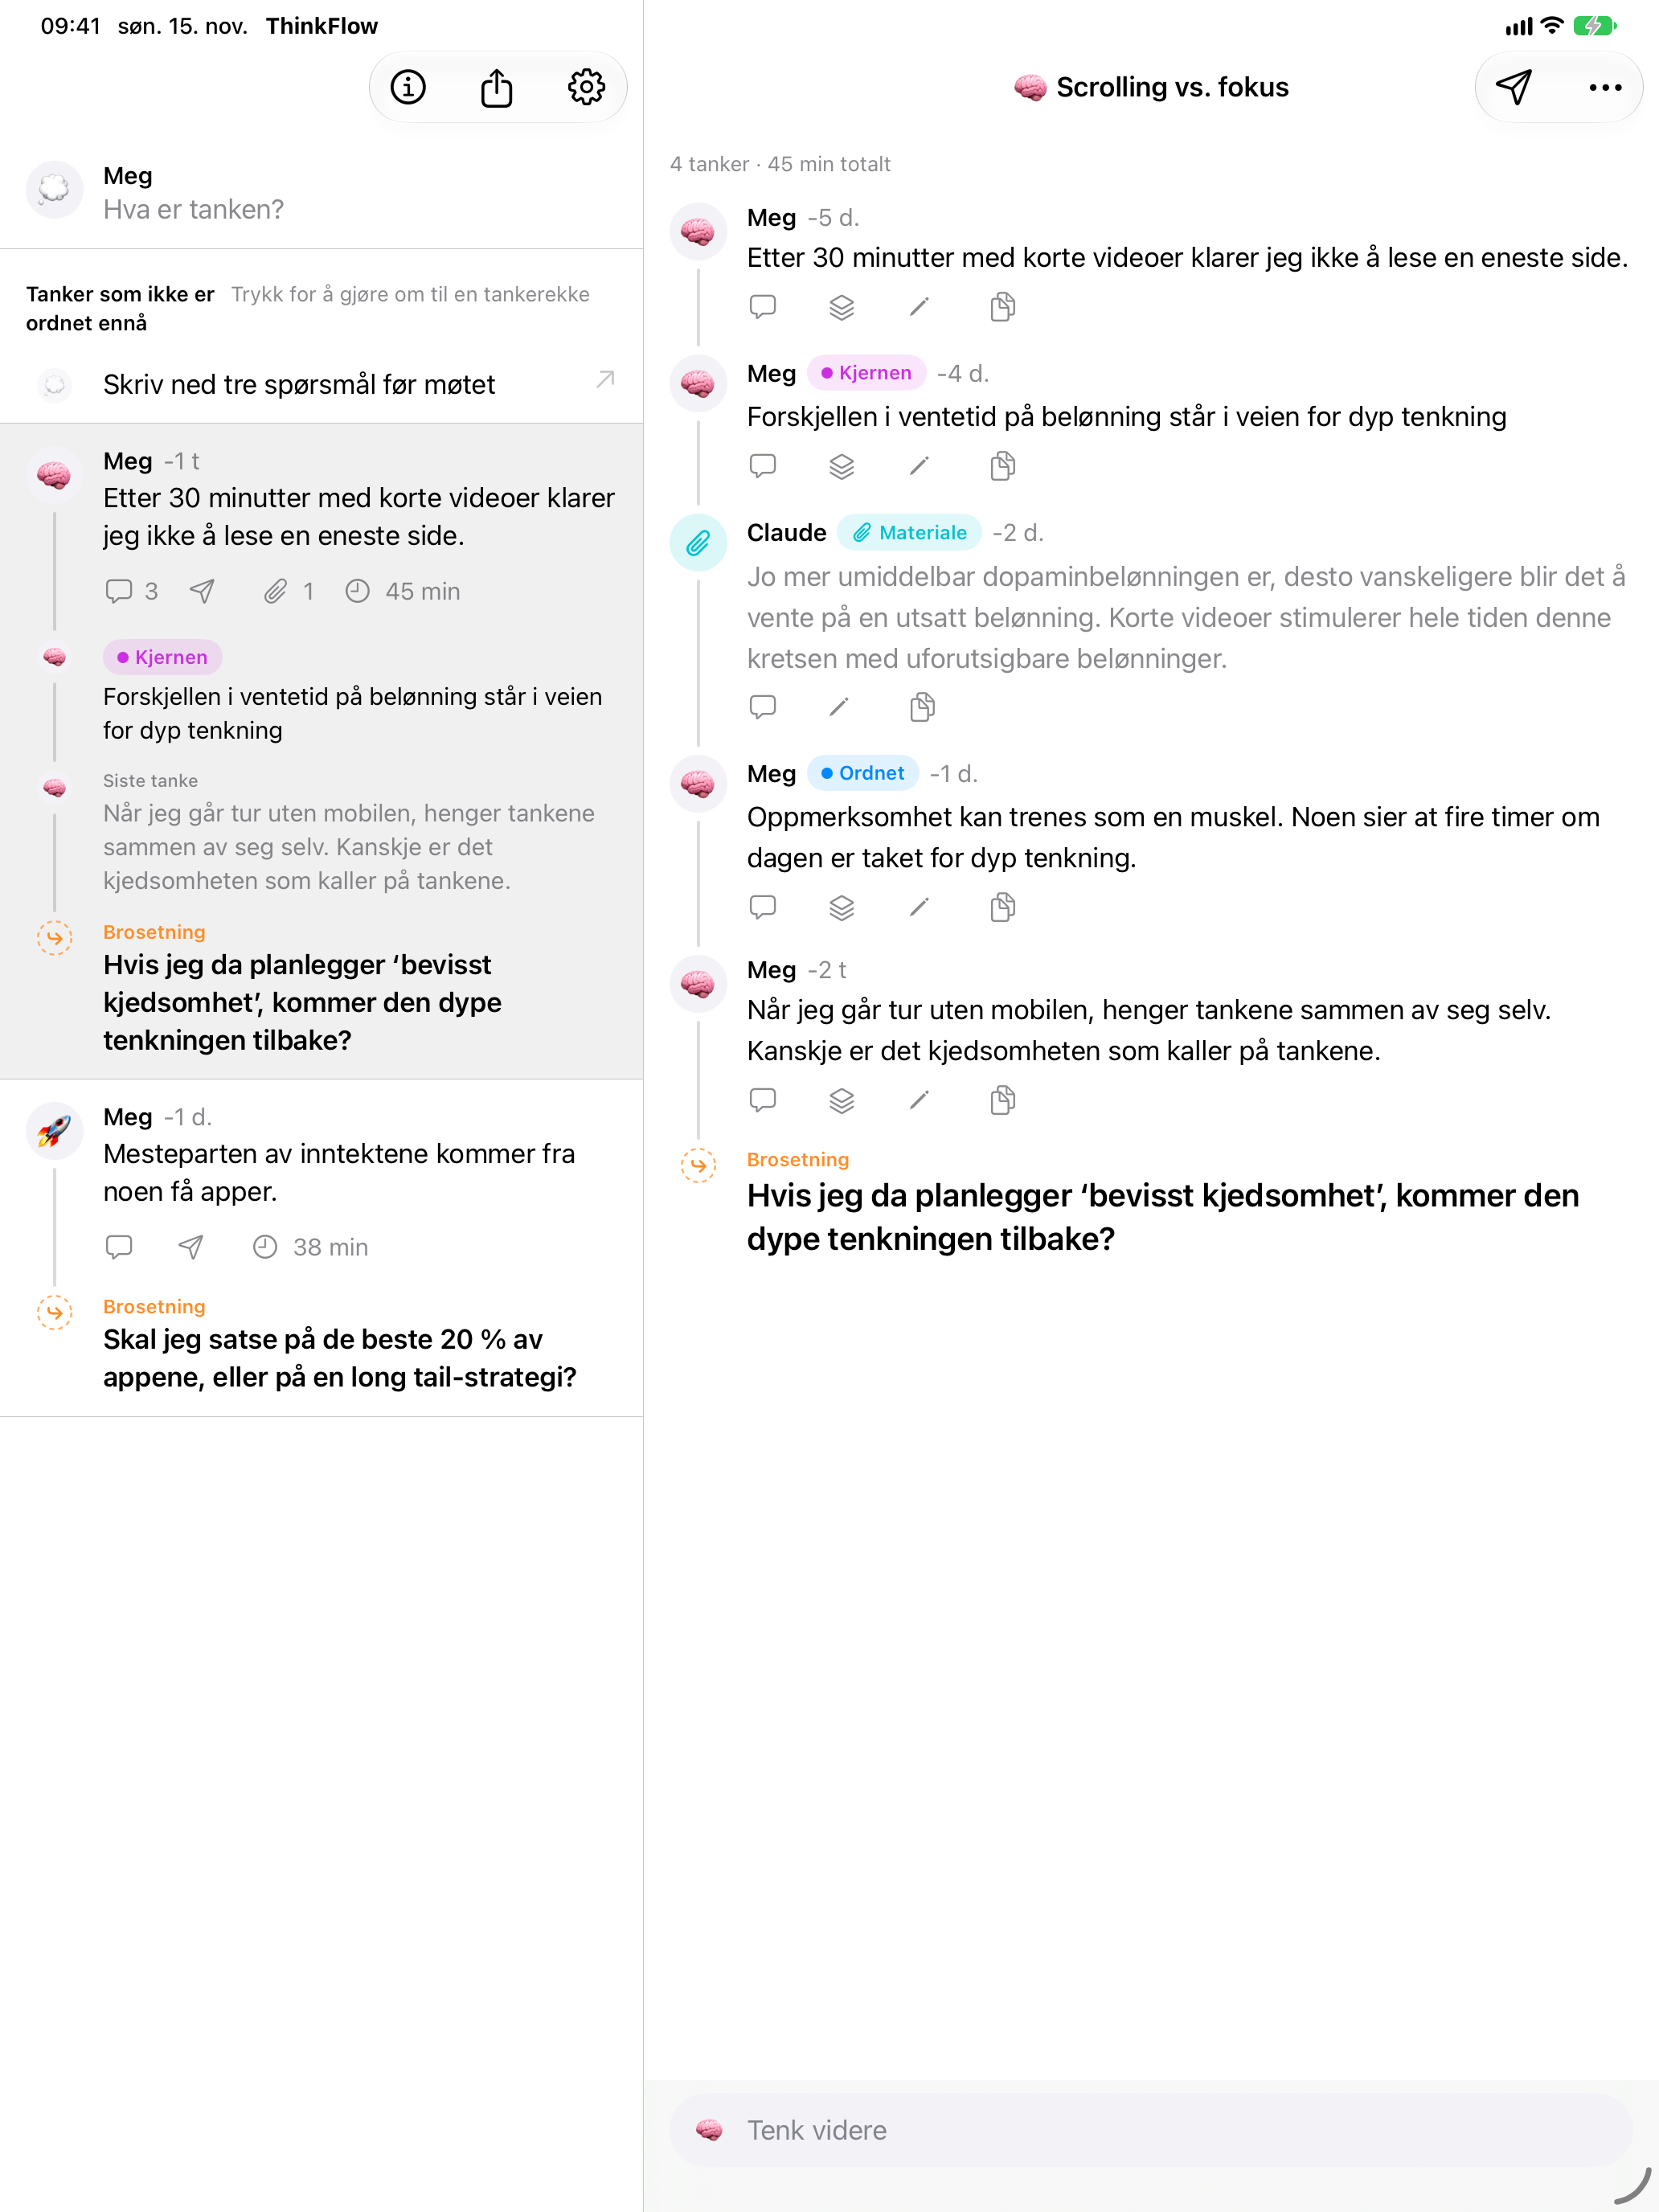 09:41 søn. 15. nov. ThinkFlow
Meg
Hva er tanken?
Tanker som ikke er ordnet ennå
Trykk for å gjøre om til en tankerekke
Skriv ned tre spørsmål før møtet
Meg -1 t
Etter 30 minutter med korte videoer klarer
jeg ikke å lese en eneste side.
3 1 45 min
Kjernen
Forskjellen i ventetid på belønning står i veien
for dyp tenkning
Siste tanke
Når jeg går tur uten mobilen, henger tankene
sammen av seg selv. Kanskje er det
kjedsomheten som kaller på tankene.
Brosetning
Hvis jeg da planlegger ‘bevisst
kjedsomhet’, kommer den dype
tenkningen tilbake?
Meg -1 d.
Mesteparten av inntektene kommer fra
noen få apper.
38 min
Brosetning
Skal jeg satse på de beste 20 % av
appene, eller på en long tail-strategi?
🧠 Scrolling vs. fokus
4 tanker · 45 min totalt
Meg -5 d.
Etter 30 minutter med korte videoer klarer jeg ikke å lese en eneste side.
Meg Kjernen -4 d.
Forskjellen i ventetid på belønning står i veien for dyp tenkning
Claude Materiale -2 d.
Jo mer umiddelbar dopaminbelønningen er, desto vanskeligere blir det å
vente på en utsatt belønning. Korte videoer stimulerer hele tiden denne
kretsen med uforutsigbare belønninger.
Meg Ordnet -1 d.
Oppmerksomhet kan trenes som en muskel. Noen sier at fire timer om
dagen er taket for dyp tenkning.
Meg -2 t
Når jeg går tur uten mobilen, henger tankene sammen av seg selv.
Kanskje er det kjedsomheten som kaller på tankene.
Brosetning
Hvis jeg da planlegger ‘bevisst kjedsomhet’, kommer den
dype tenkningen tilbake?
Tenk videre